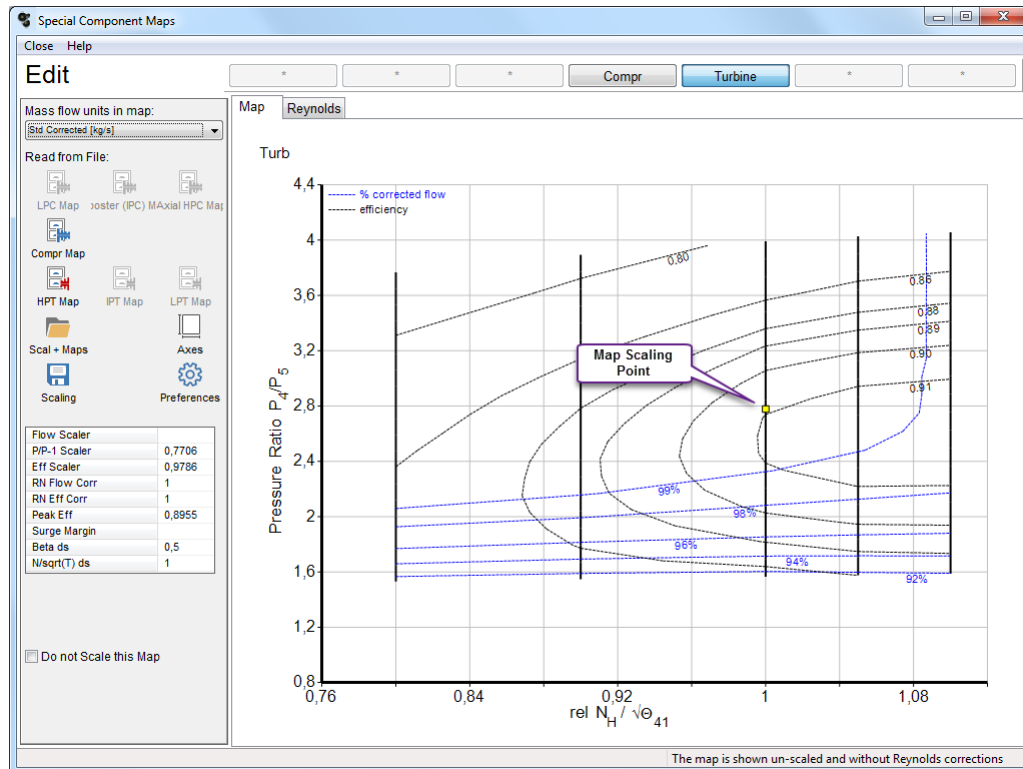 Special Component Maps
Close Help
Edit
* * * Compr Turbine * *
Mass flow units in map:
Std Corrected [kg/s]
Read from File:
LPC Map ooster (IPC) M Axial HPC Map
Compr Map
HPT Map IPT Map LPT Map
Scal + Maps Axes
Scaling Preferences
Flow Scaler
P/P-1 Scaler 0,7706
Eff Scaler 0,9786
RN Flow Corr 1
RN Eff Corr 1
Peak Eff 0,8955
Surge Margin
Beta ds 0,5
N/sqrt(T) ds 1
Do not Scale this Map
Map Reynolds
Turb
% corrected flow
efficiency
4,4
4
3,6
3,2
2,8
2,4
2
1,6
1,2
0,8
Pressure Ratio P4/P5
0.80
0.86
0.88
0.89
0.90
0.91
Map Scaling
Point
99%
98%
96%
94%
92%
0,76 0,84 0,92 1 1,08
rel NH / √Θ41
The map is shown un-scaled and without Reynolds corrections